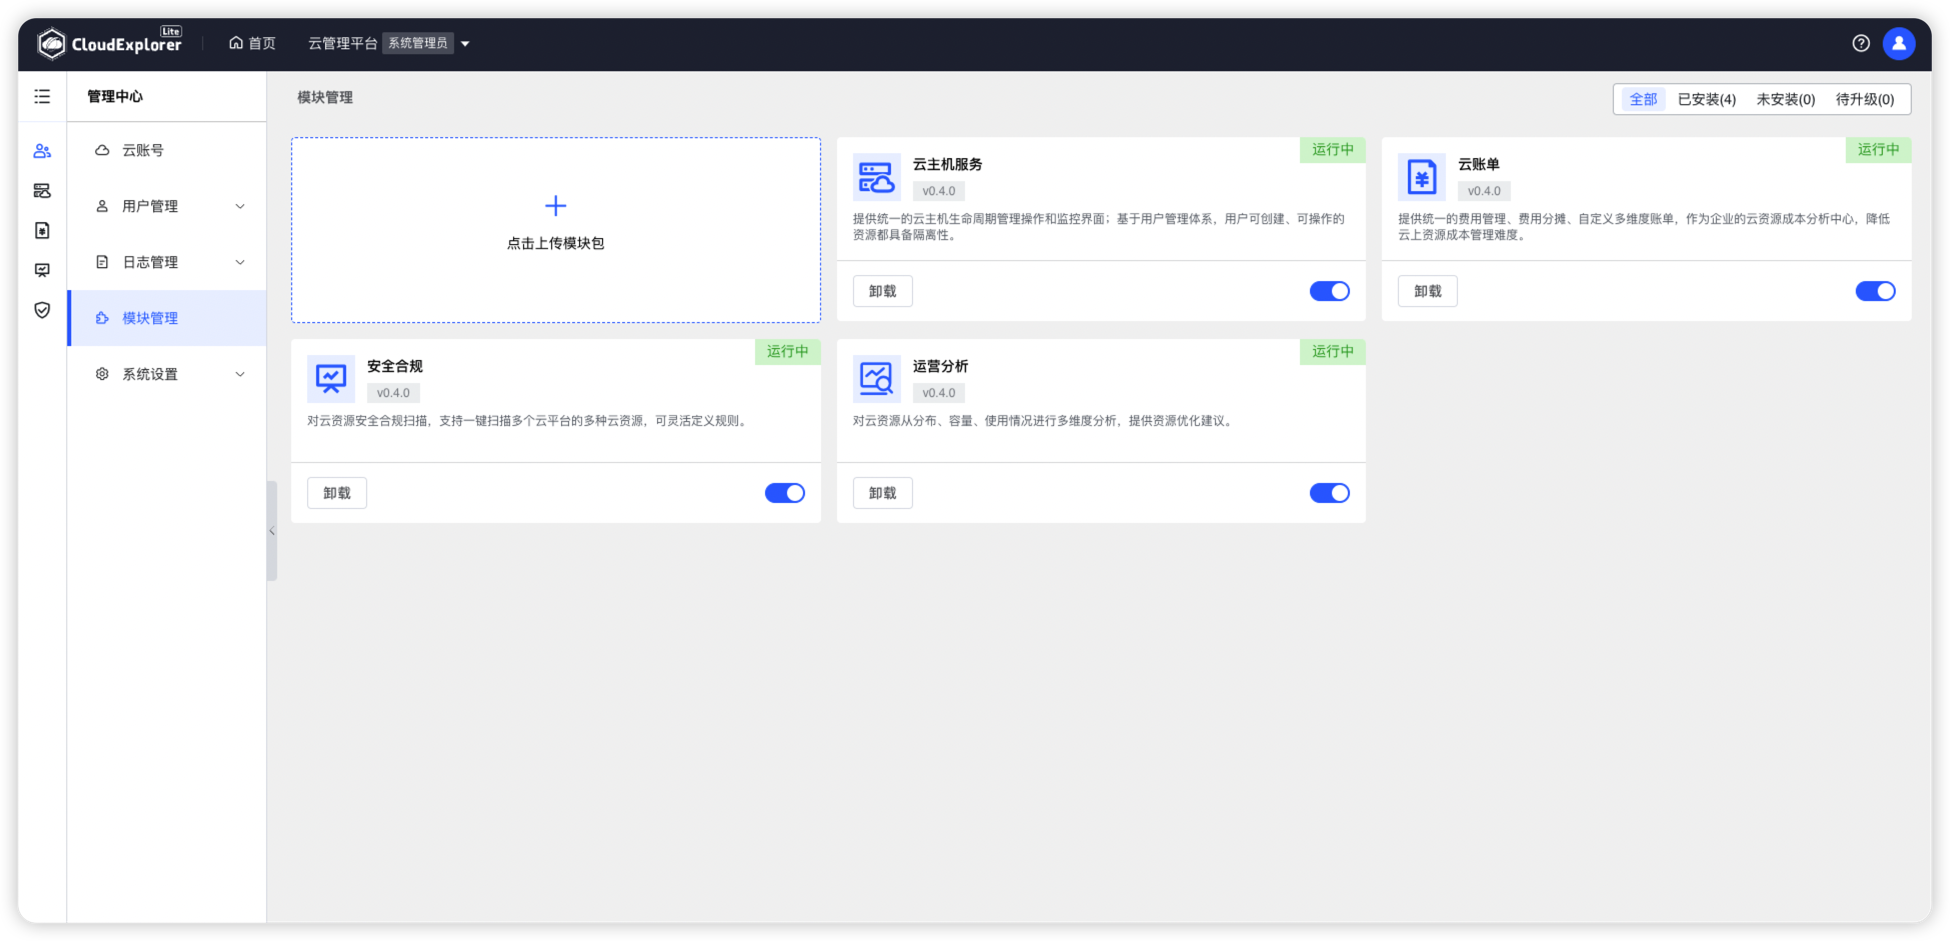 CloudExplorer Lite
首页
云管理平台 系统管理员
管理中心
云账号
用户管理
日志管理
模块管理
系统设置
模块管理
全部 已安装(4) 未安装(0) 待升级(0)
点击上传模块包
运行中
云主机服务
v0.4.0
提供统一的云主机生命周期管理操作和监控界面；基于用户管理体系，用户可创建、可操作的
资源都具备隔离性。
卸载
运行中
云账单
v0.4.0
提供统一的费用管理、费用分摊、自定义多维度账单，作为企业的云资源成本分析中心，降低
云上资源成本管理难度。
卸载
运行中
安全合规
v0.4.0
对云资源安全合规扫描，支持一键扫描多个云平台的多种云资源，可灵活定义规则。
卸载
运行中
运营分析
v0.4.0
对云资源从分布、容量、使用情况进行多维度分析，提供资源优化建议。
卸载